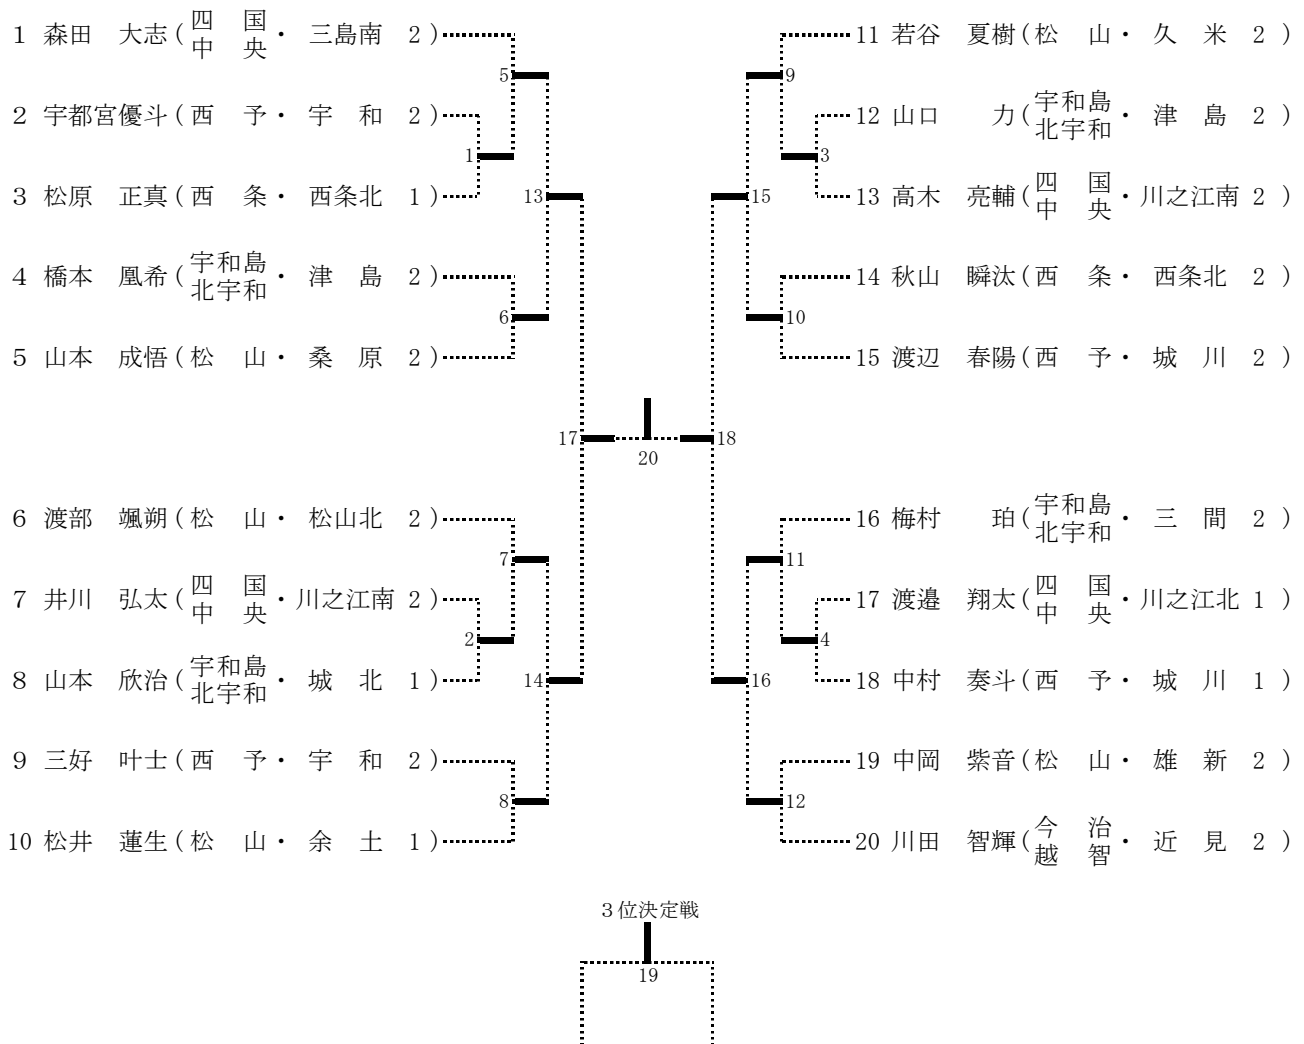 1 森田 大志 ( 四国中央 ・ 三島南 2 )
5
2 宇都宮優斗 ( 西予 ・ 宇和 2 )
1
3 松原 正真 ( 西条 ・ 西条北 1 )
13
4 橋本 凰希 ( 宇和島北宇和 ・ 津島 2 )
6
5 山本 成悟 ( 松山 ・ 桑原 2 )
17
6 渡部 颯朔 ( 松山 ・ 松山北 2 )
7
7 井川 弘太 ( 四国中央 ・ 川之江南 2 )
2
8 山本 欣治 ( 宇和島北宇和 ・ 城北 1 )
14
9 三好 叶士 ( 西予 ・ 宇和 2 )
8
10 松井 蓮生 ( 松山 ・ 余土 1 )
20
11 若谷 夏樹 ( 松山 ・ 久米 2 )
9
12 山口 力 ( 宇和島北宇和 ・ 津島 2 )
3
13 高木 亮輔 ( 四国中央 ・ 川之江南 2 )
15
14 秋山 瞬汰 ( 西条 ・ 西条北 2 )
10
15 渡辺 春陽 ( 西予 ・ 城川 2 )
18
16 梅村 珀 ( 宇和島北宇和 ・ 三間 2 )
11
17 渡邉 翔太 ( 四国中央 ・ 川之江北 1 )
4
18 中村 奏斗 ( 西予 ・ 城川 1 )
16
19 中岡 紫音 ( 松山 ・ 雄新 2 )
12
20 川田 智輝 ( 今治越智 ・ 近見 2 )
３位決定戦
19